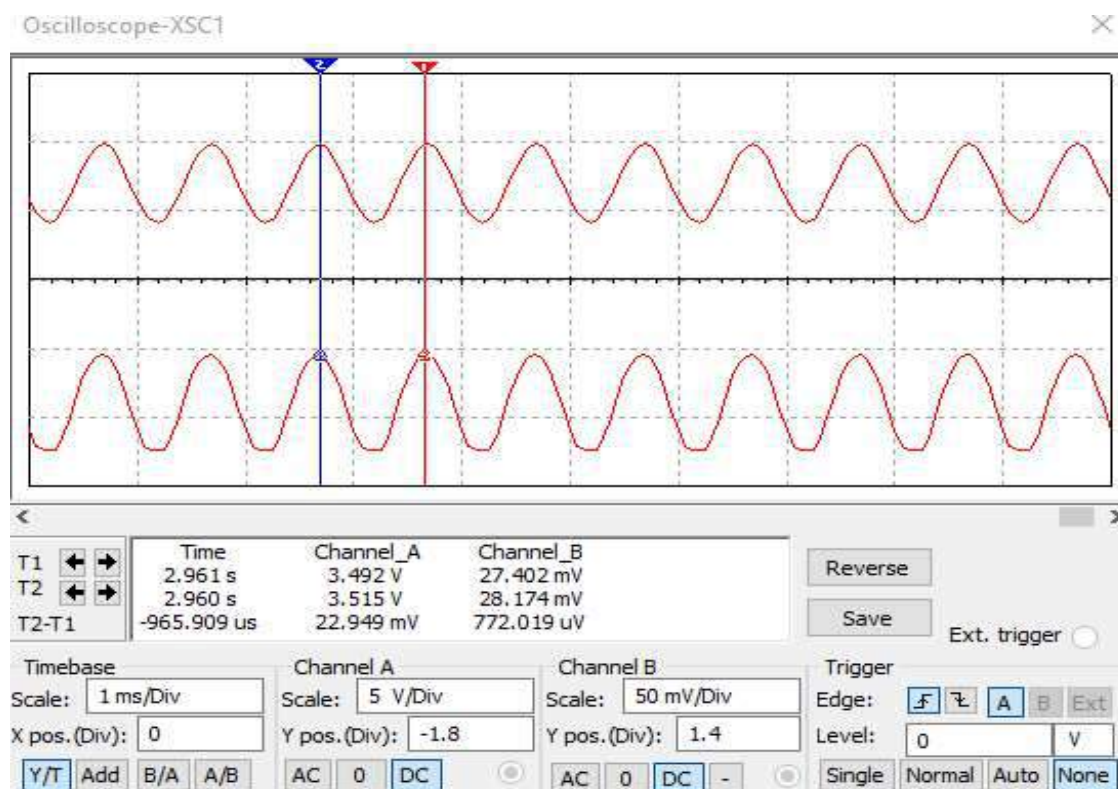 Oscilloscope-XSC1
2 1
Time Channel_A Channel_B
T1 2.961 s 3.492 V 27.402 mV
T2 2.960 s 3.515 V 28.174 mV
T2-T1 -965.909 us 22.949 mV 772.019 uV
Reverse
Save
Ext. trigger
Timebase
Scale: 1 ms/Div
X pos.(Div): 0
Y/T Add B/A A/B
Channel A
Scale: 5 V/Div
Y pos.(Div): -1.8
AC 0 DC
Channel B
Scale: 50 mV/Div
Y pos.(Div): 1.4
AC 0 DC -
Trigger
Edge: A B Ext
Level: 0 V
Single Normal Auto None